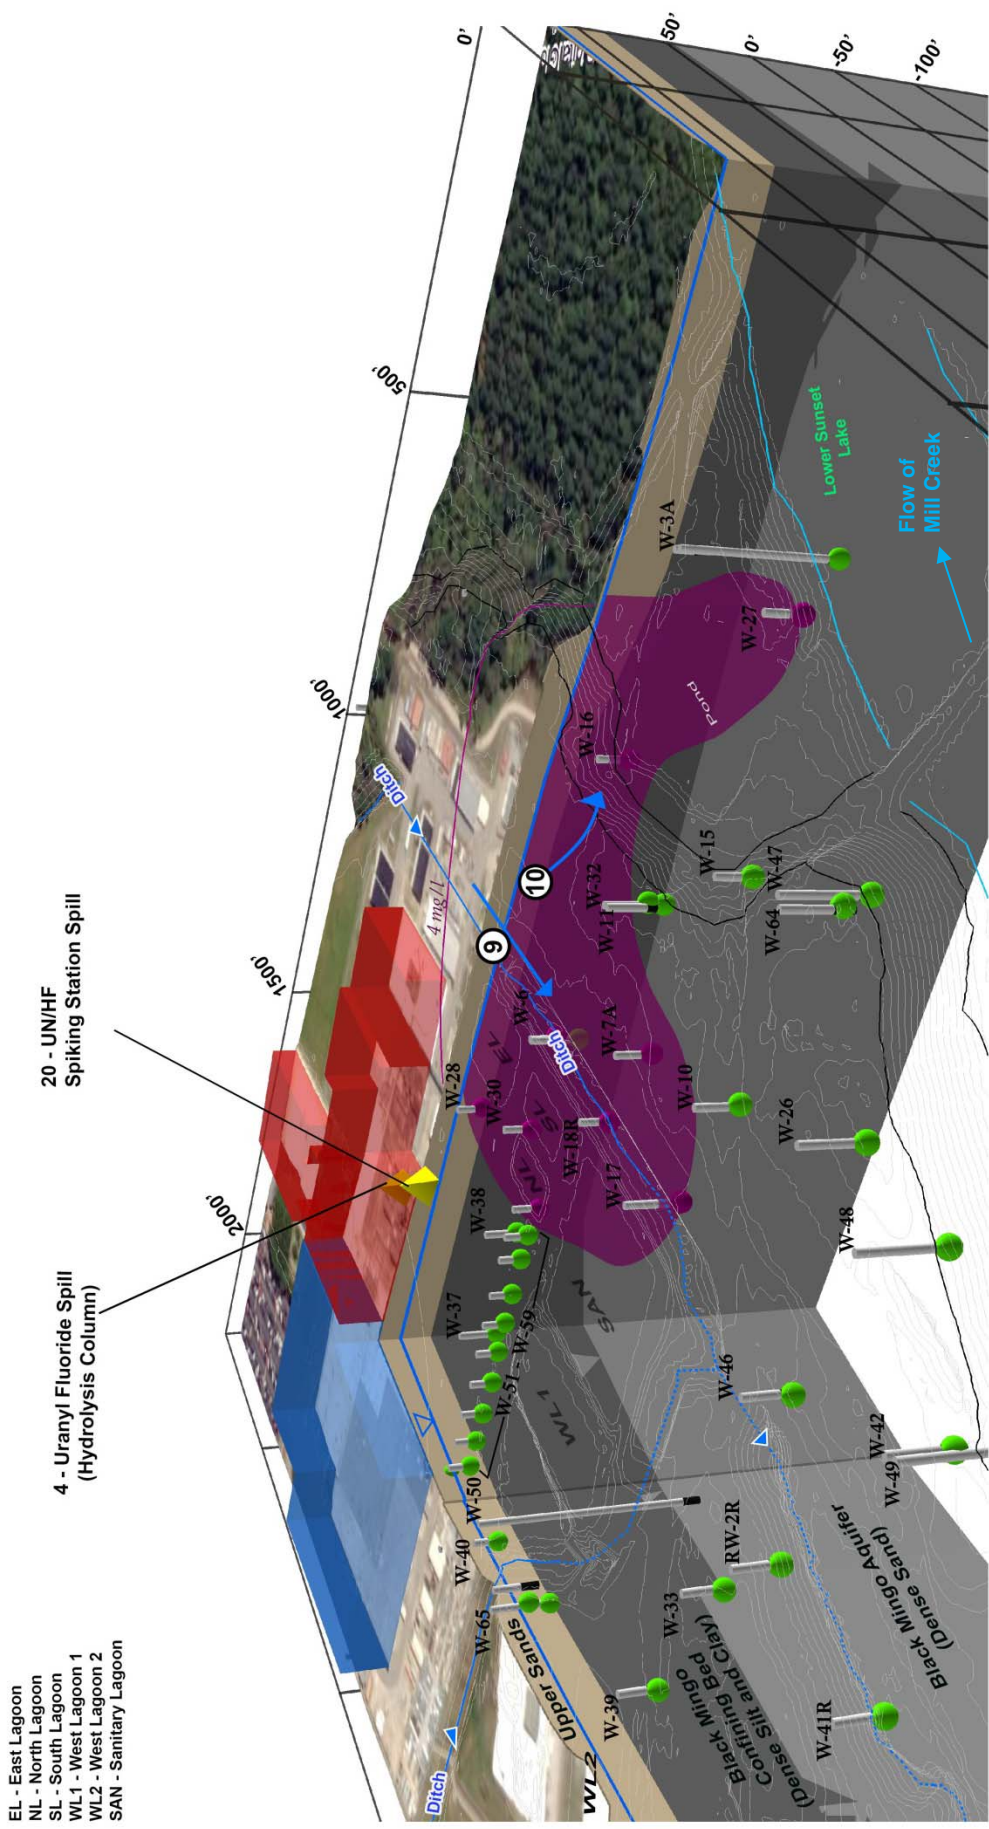 EL - East Lagoon
NL - North Lagoon
SL - South Lagoon
WL1 - West Lagoon 1
WL2 - West Lagoon 2
SAN - Sanitary Lagoon
4 - Uranyl Fluoride Spill
(Hydrolysis Column)
20 - UN/HF
Spiking Station Spill
2000'
1500'
1000'
500'
0'
50'
0'
-50'
-100'
Ditch
Ditch
Ditch
4 mg/l
9
10
W-28
W-30
W-6
EL
SL
NL
W-18R
W-7A
W-17
W-10
W-26
W-11
W-32
W-16
W-15
W-47
W-64
W-27
W-3A
Pond
Lower Sunset
Lake
Flow of
Mill Creek
W-38
W-37
W-51 - W-59
W-50
W-40
W-65
WL1
SAN
WL2
W-46
W-48
W-42
W-49
RW-2R
W-33
W-39
W-41R
Upper Sands
Black Mingo
Confining Bed
(Dense Silt and Clay)
Black Mingo Aquifer
(Dense Sand)